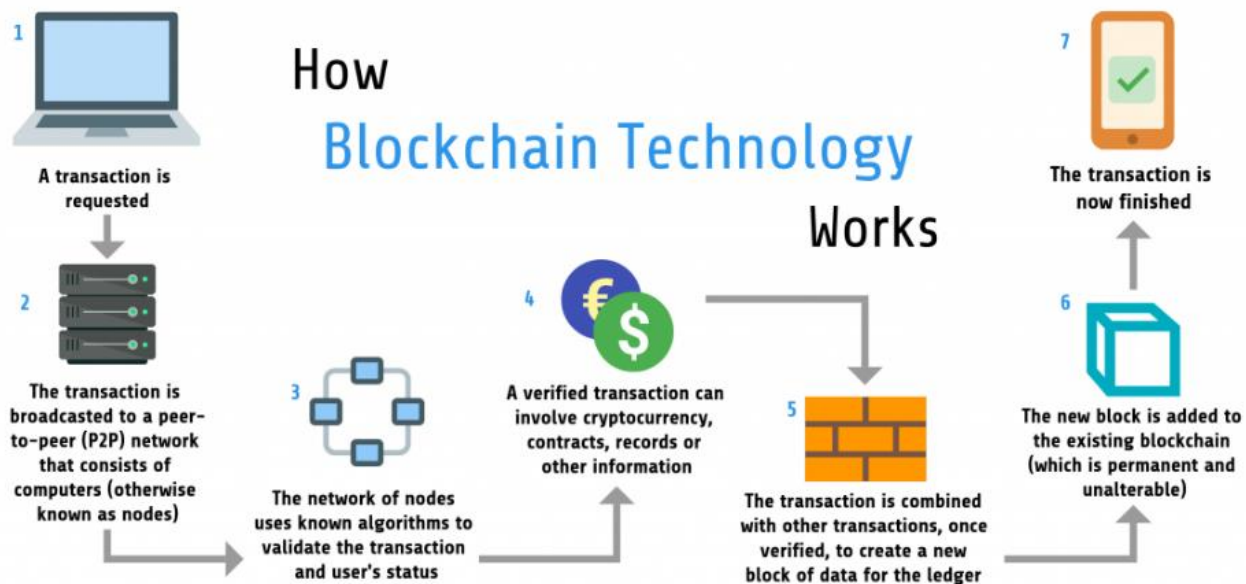 How
Blockchain Technology
Works
1
A transaction is
requested
2
The transaction is
broadcasted to a peer-
to-peer (P2P) network
that consists of
computers (otherwise
known as nodes)
3
The network of nodes
uses known algorithms to
validate the transaction
and user's status
4
€
$
A verified transaction can
involve cryptocurrency,
contracts, records or
other information
5
The transaction is combined
with other transactions, once
verified, to create a new
block of data for the ledger
6
The new block is added to
the existing blockchain
(which is permanent and
unalterable)
7
The transaction is
now finished